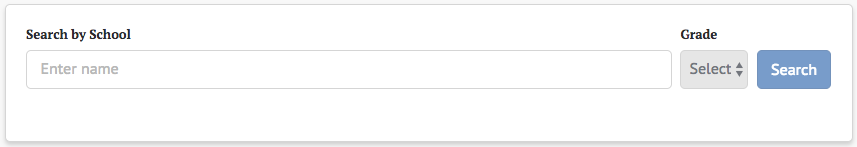 Search by School
Grade
Enter name
Select
Search